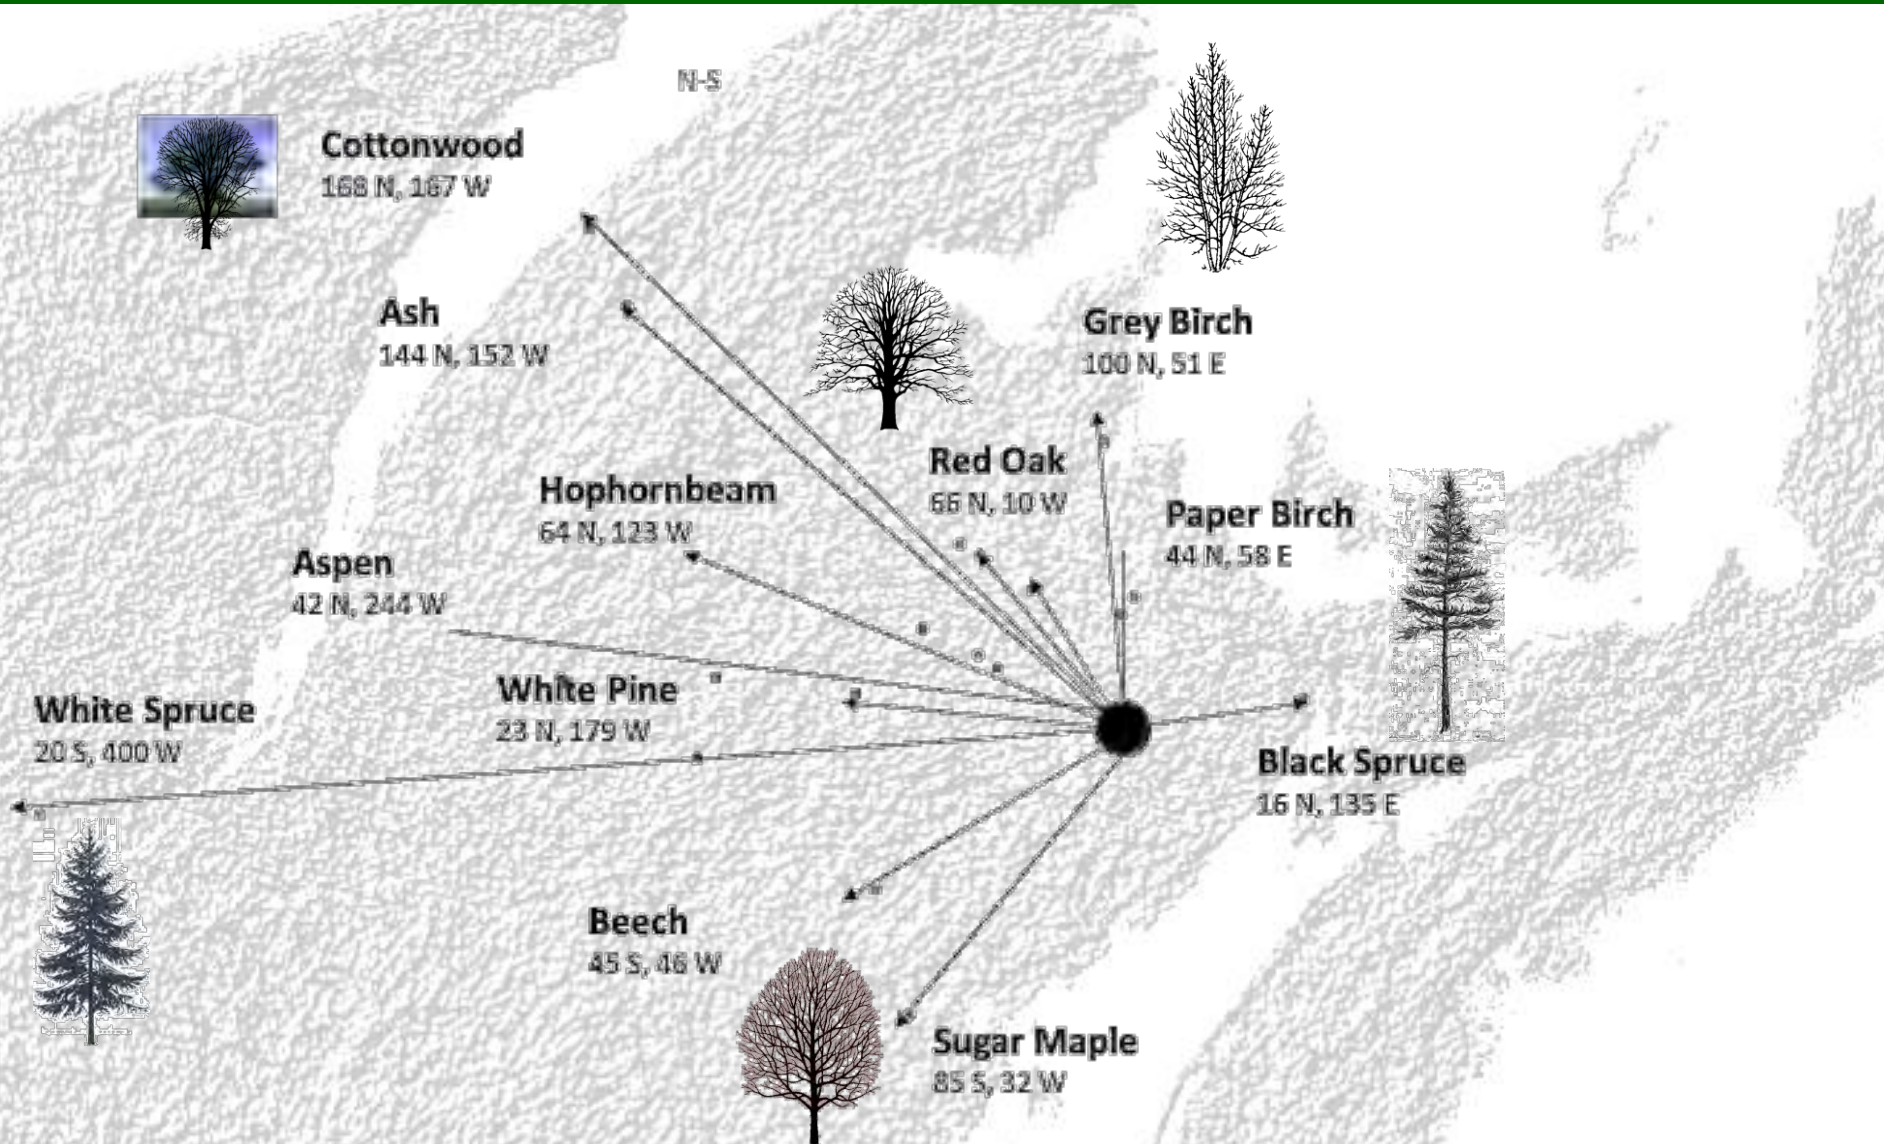 N-S
Cottonwood
168 N, 167 W
Ash
144 N, 152 W
Grey Birch
100 N, 51 E
Red Oak
66 N, 10 W
Hophornbeam
64 N, 123 W
Paper Birch
44 N, 58 E
Aspen
42 N, 244 W
White Pine
23 N, 179 W
White Spruce
20 S, 400 W
Black Spruce
16 N, 135 E
Beech
45 S, 46 W
Sugar Maple
85 S, 32 W